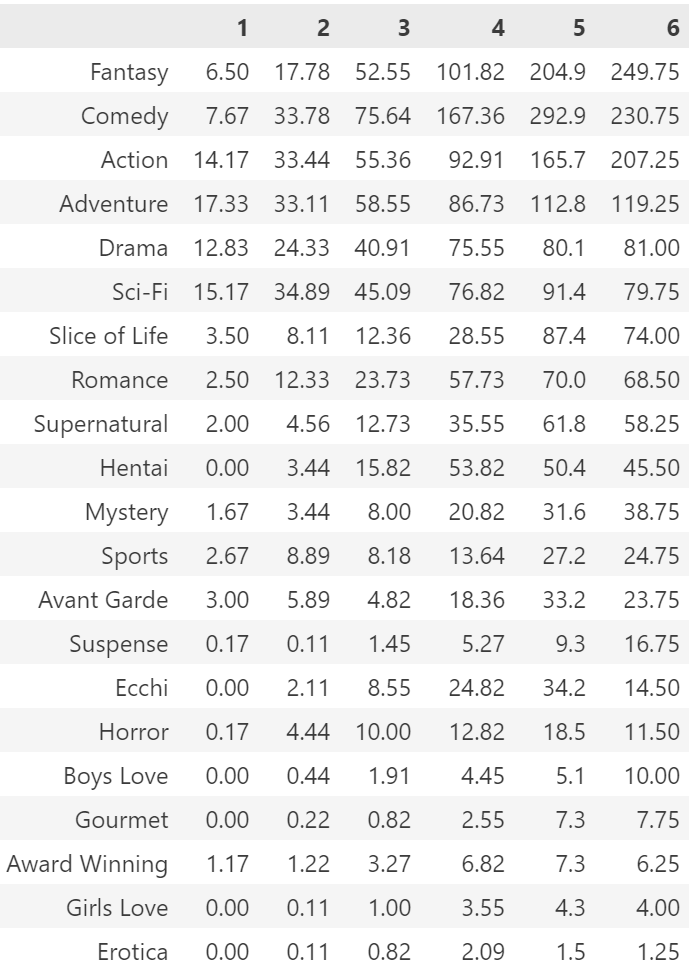 1 2 3 4 5 6
Fantasy 6.50 17.78 52.55 101.82 204.9 249.75
Comedy 7.67 33.78 75.64 167.36 292.9 230.75
Action 14.17 33.44 55.36 92.91 165.7 207.25
Adventure 17.33 33.11 58.55 86.73 112.8 119.25
Drama 12.83 24.33 40.91 75.55 80.1 81.00
Sci-Fi 15.17 34.89 45.09 76.82 91.4 79.75
Slice of Life 3.50 8.11 12.36 28.55 87.4 74.00
Romance 2.50 12.33 23.73 57.73 70.0 68.50
Supernatural 2.00 4.56 12.73 35.55 61.8 58.25
Hentai 0.00 3.44 15.82 53.82 50.4 45.50
Mystery 1.67 3.44 8.00 20.82 31.6 38.75
Sports 2.67 8.89 8.18 13.64 27.2 24.75
Avant Garde 3.00 5.89 4.82 18.36 33.2 23.75
Suspense 0.17 0.11 1.45 5.27 9.3 16.75
Ecchi 0.00 2.11 8.55 24.82 34.2 14.50
Horror 0.17 4.44 10.00 12.82 18.5 11.50
Boys Love 0.00 0.44 1.91 4.45 5.1 10.00
Gourmet 0.00 0.22 0.82 2.55 7.3 7.75
Award Winning 1.17 1.22 3.27 6.82 7.3 6.25
Girls Love 0.00 0.11 1.00 3.55 4.3 4.00
Erotica 0.00 0.11 0.82 2.09 1.5 1.25